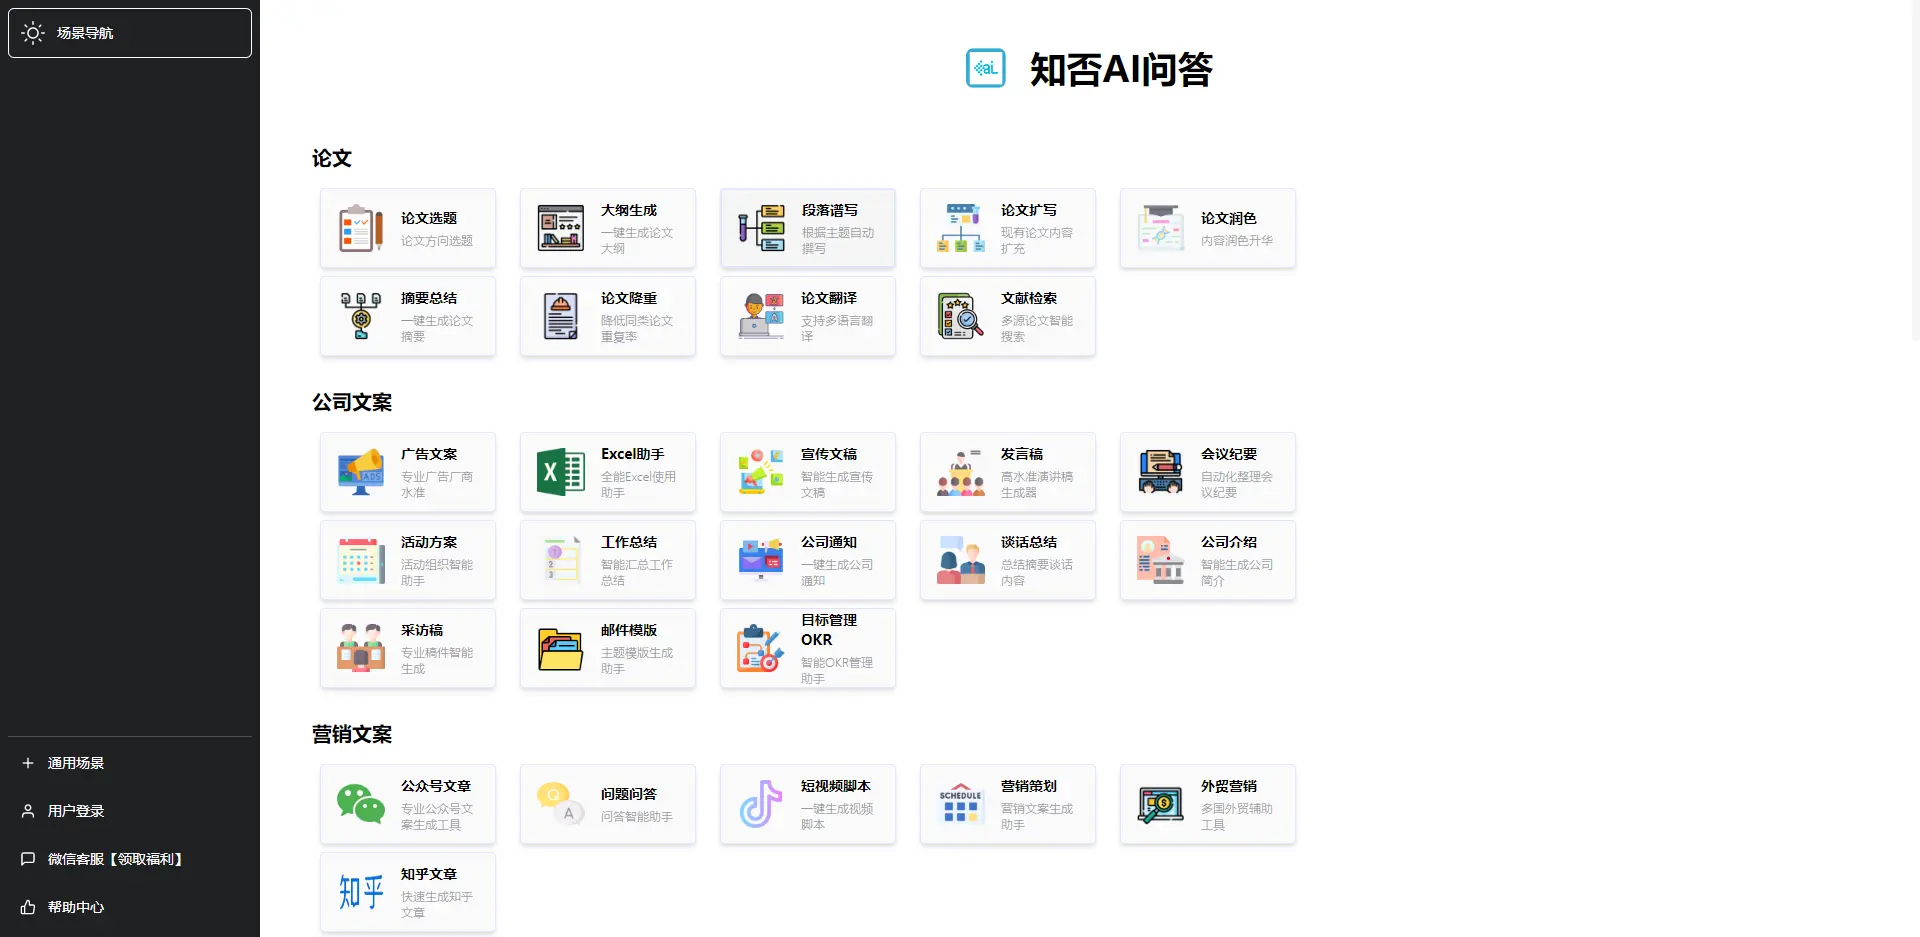 场景导航
知否AI问答
论文
论文选题
论文方向选题
大纲生成
一键生成论文
大纲
段落谱写
根据主题自动
撰写
论文扩写
现有论文内容
扩充
论文润色
内容润色升华
摘要总结
一键生成论文
摘要
论文降重
降低同类论文
重复率
论文翻译
支持多语言翻
译
文献检索
多源论文智能
搜索
公司文案
广告文案
专业广告厂商
水准
Excel助手
全能Excel使用
助手
宣传文稿
智能生成宣传
文稿
发言稿
高水准演讲稿
生成器
会议纪要
自动化整理会
议纪要
活动方案
活动组织智能
助手
工作总结
智能汇总工作
总结
公司通知
一键生成公司
通知
谈话总结
总结摘要谈话
内容
公司介绍
智能生成公司
简介
采访稿
专业稿件智能
生成
邮件模版
主题模版生成
助手
目标管理
OKR
智能OKR管理
助手
营销文案
公众号文章
专业公众号文
案生成工具
问题问答
问答智能助手
短视频脚本
一键生成视频
脚本
SCHEDULE
营销策划
营销文案生成
助手
外贸营销
多国外贸辅助
工具
知乎
知乎文章
快速生成知乎
文章
通用场景
用户登录
微信客服【领取福利】
帮助中心